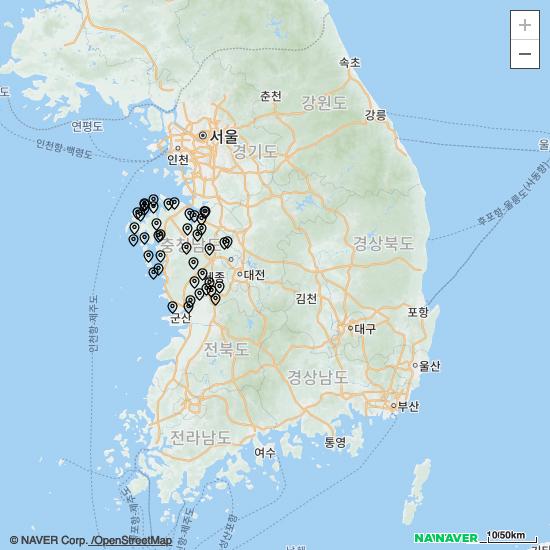 +
−
속초
춘천
강원도
강릉
연평도
서울
인천항-백령도
인천
경기도
후포항-울릉도(사동항)
충청남도
경상북도
세종
대전
인천항-제주도
김천
포항
군산
대구
전라북도
경상남도
울산
부산
전라남도
통영
여수
© NAVER Corp. /OpenStreetMap
NAVER
10/50km